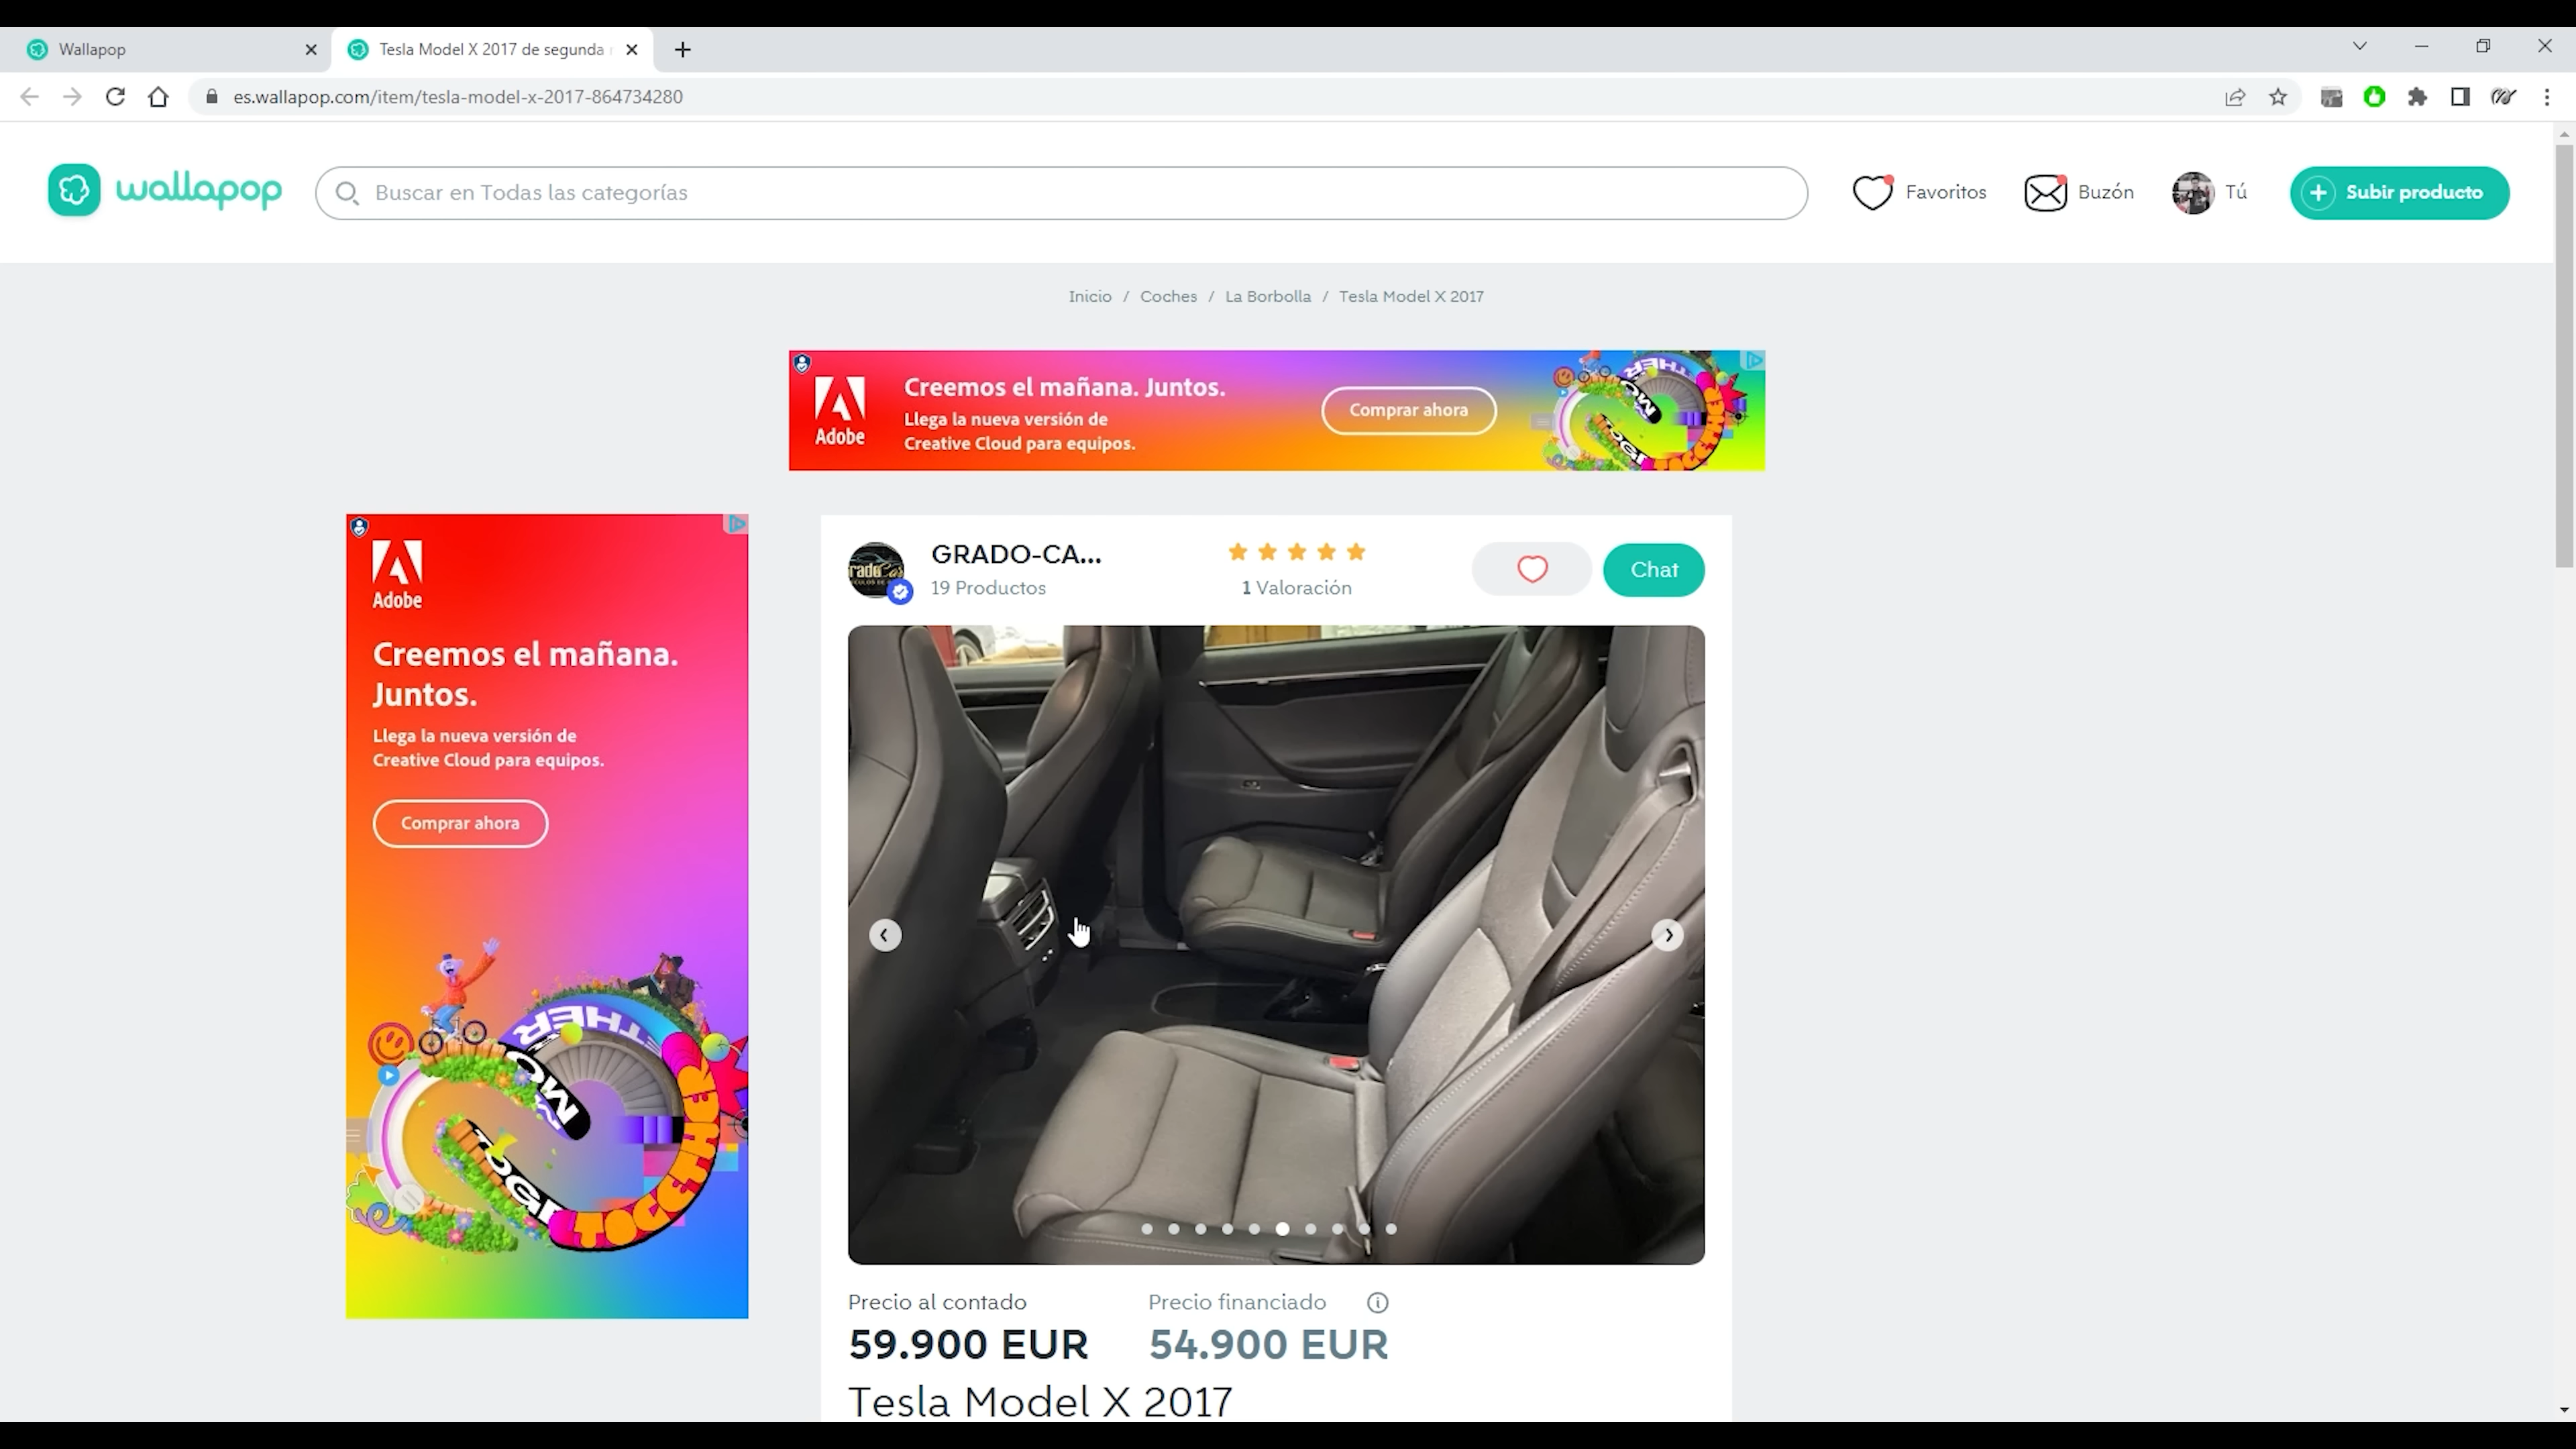 Wallapop
Tesla Model X 2017 de segunda
es.wallapop.com/item/tesla-model-x-2017-864734280
wallapop
Buscar en Todas las categorías
Favoritos
Buzón
Tú
Subir producto
Inicio / Coches / La Borbolla / Tesla Model X 2017
Adobe
Creemos el mañana. Juntos.
Llega la nueva versión de
Creative Cloud para equipos.
Comprar ahora
Adobe
Creemos el mañana.
Juntos.
Llega la nueva versión de
Creative Cloud para equipos.
Comprar ahora
GRADO-CA...
19 Productos
1 Valoración
Chat
Precio al contado
59.900 EUR
Precio financiado
54.900 EUR
Tesla Model X 2017